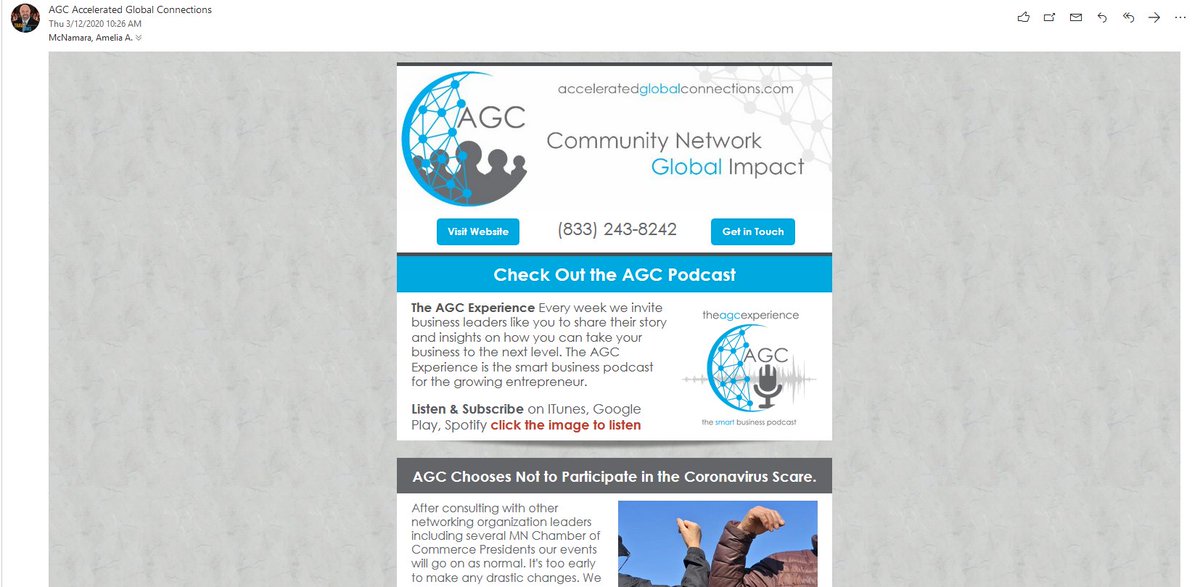 AGC Accelerated Global Connections
Thu 3/12/2020 10:26 AM
McNamara, Amelia A.
acceleratedglobalconnections.com
AGC
Community Network
Global Impact
Visit Website
(833) 243-8242
Get in Touch
Check Out the AGC Podcast
The AGC Experience Every week we invite
business leaders like you to share their story
and insights on how you can take your
business to the next level. The AGC
Experience is the smart business podcast
for the growing entrepreneur.
Listen & Subscribe on ITunes, Google
Play, Spotify click the image to listen
theagcexperience
AGC
the smart business podcast
AGC Chooses Not to Participate in the Coronavirus Scare.
After consulting with other
networking organization leaders
including several MN Chamber of
Commerce Presidents our events
will go on as normal. It's too early
to make any drastic changes. We